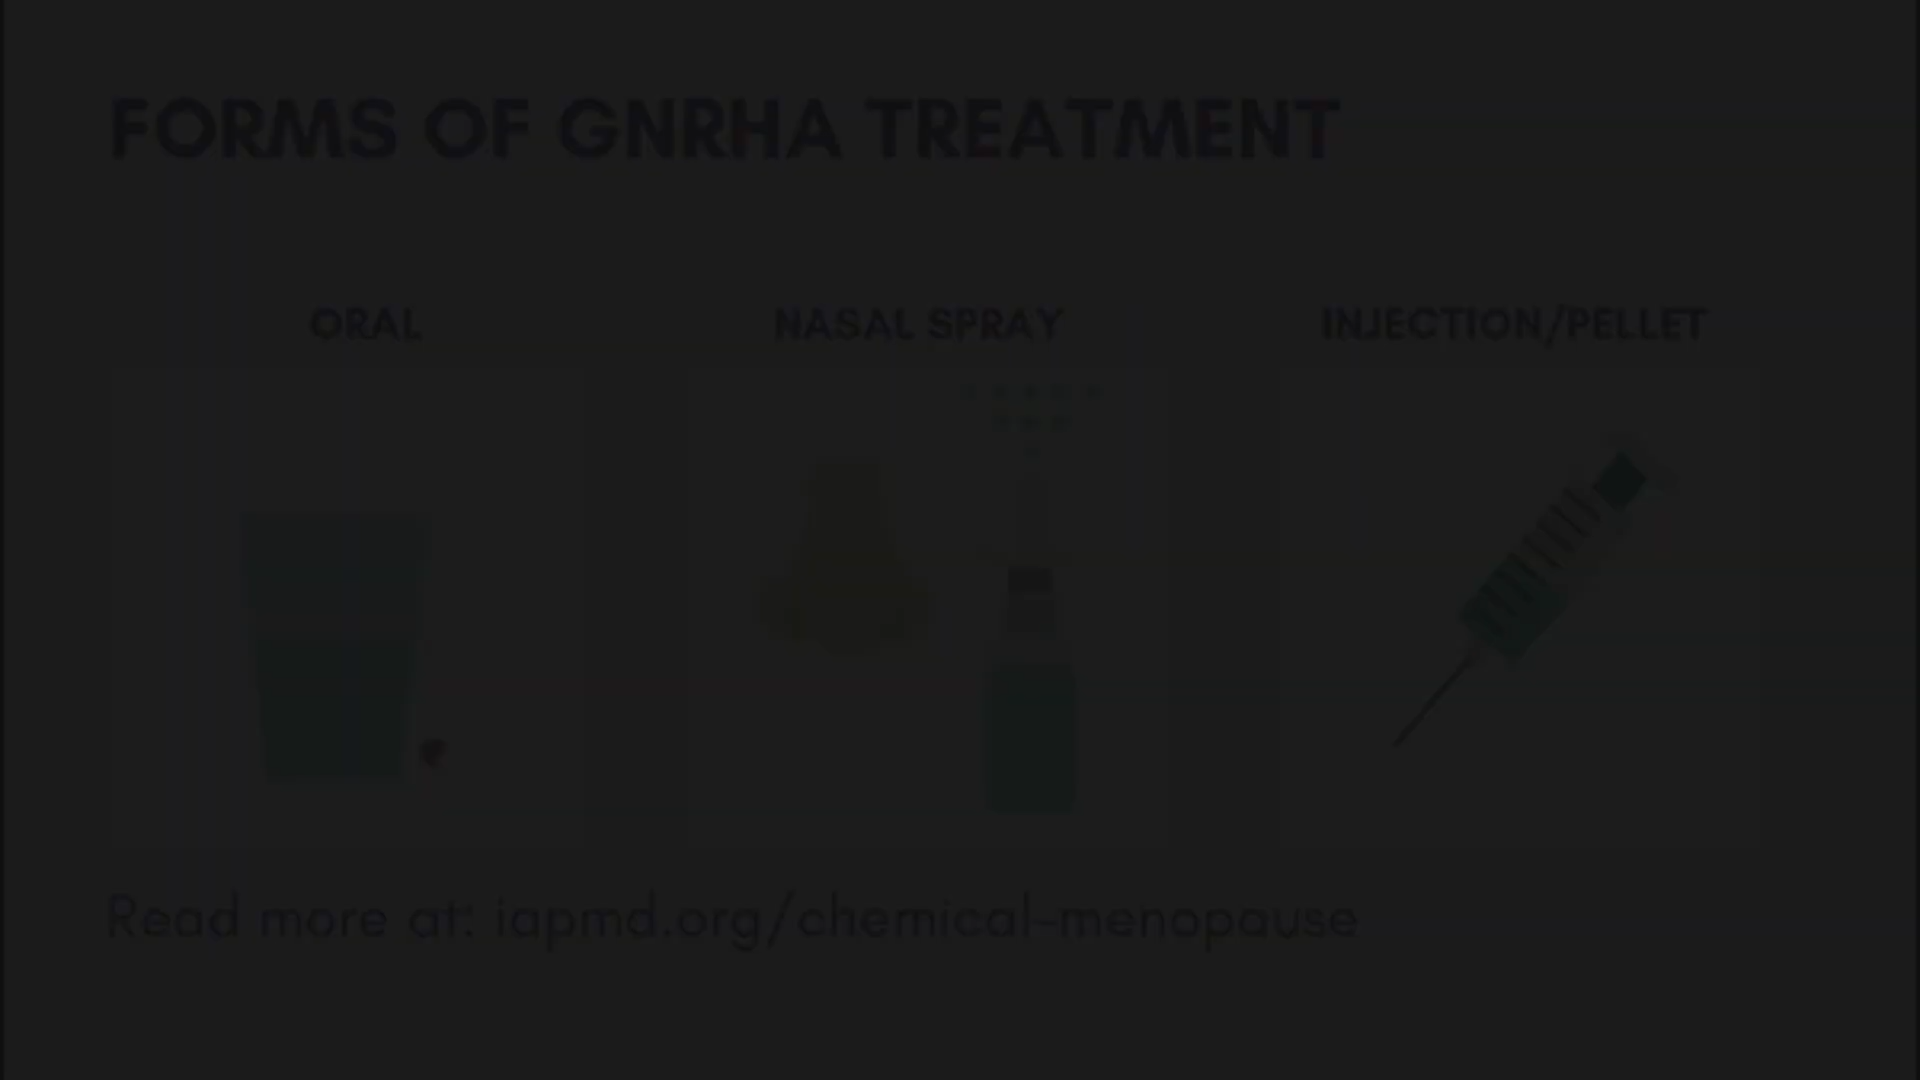 FORMS OF GNRHA TREATMENT
ORAL
NASAL SPRAY
INJECTION/PELLET
Read more at: iapmd.org/chemical-menopause